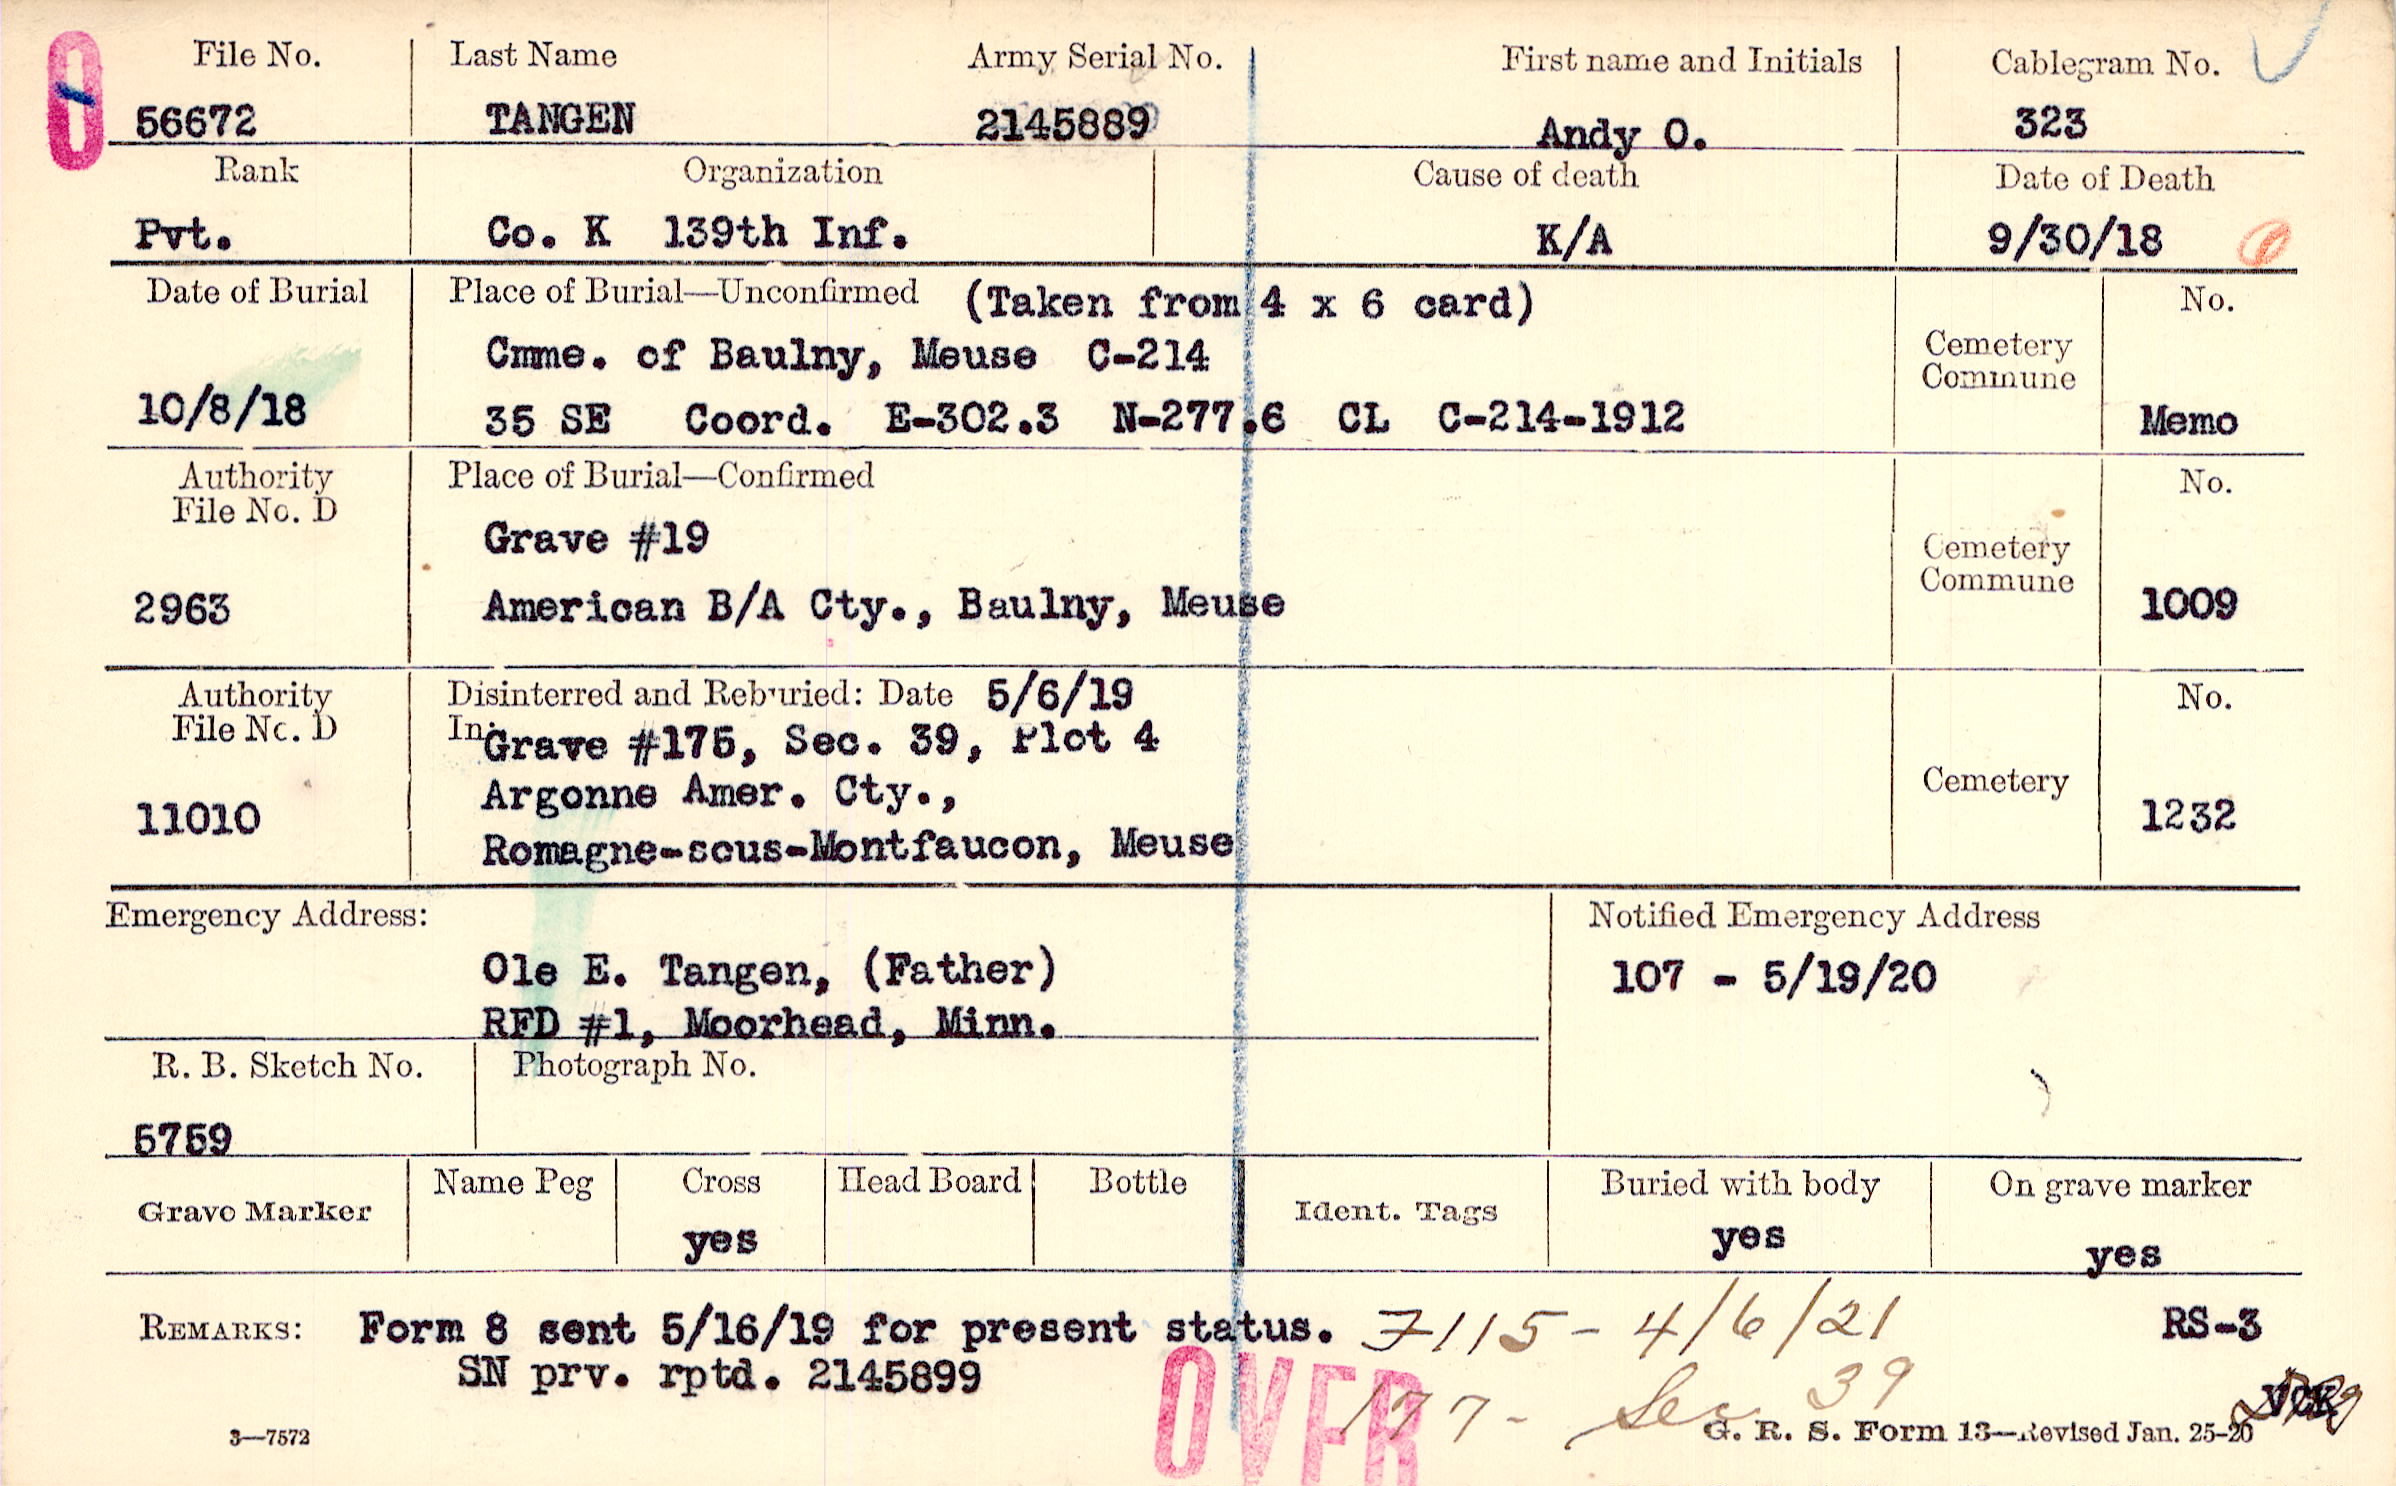 File No. Last Name Army Serial No. First name and Initials Cablegram No.
56672 TANGEN 2145889 Andy O. 323
Rank Organization Cause of death Date of Death
Pvt. Co. K 139th Inf. K/A 9/30/18
Date of Burial Place of Burial—Unconfirmed (Taken from 4 x 6 card) No.
Cmme. of Baulny, Meuse C-214 Cemetery
Commune
10/8/18 35 SE Coord. E-302.3 N-277.6 CL C-214-1912 Memo
Authority Place of Burial—Confirmed No.
File No. D
Grave #19 Cemetery
Commune
2963 American B/A Cty., Baulny, Meuse 1009
Authority Disinterred and Reburied: Date 5/6/19 No.
File No. D In: Grave #175, Sec. 39, Plot 4
Argonne Amer. Cty., Cemetery
11010 Romagne-sous-Montfaucon, Meuse 1232
Emergency Address: Notified Emergency Address
Ole E. Tangen, (Father) 107 - 5/19/20
RFD #1, Moorhead, Minn.
R. B. Sketch No. Photograph No.
5759
Grave Marker Name Peg Cross Head Board Bottle Ident. Tags Buried with body On grave marker
yes yes yes
REMARKS: Form 8 sent 5/16/19 for present status. 7115 - 4/6/21 RS-3
SN prv. rptd. 2145899
OVER 177 - Sec 39
3—7572 G. R. S. Form 13—Revised Jan. 25-20